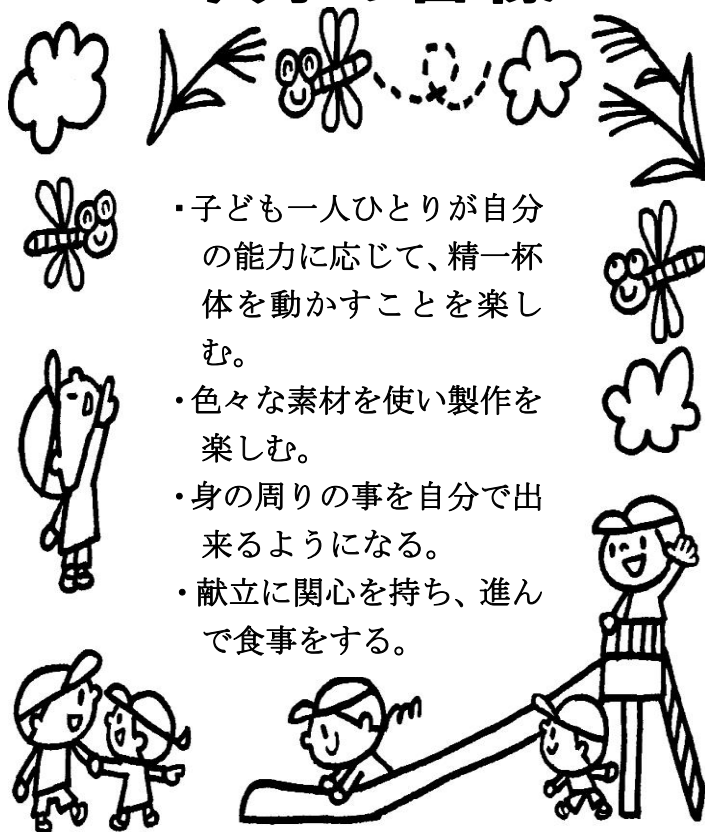 ・子ども一人ひとりが自分
の能力に応じて、精一杯
体を動かすことを楽し
む。
・色々な素材を使い製作を
楽しむ。
・身の周りの事を自分で出
来るようになる。
・献立に関心を持ち、進ん
で食事をする。